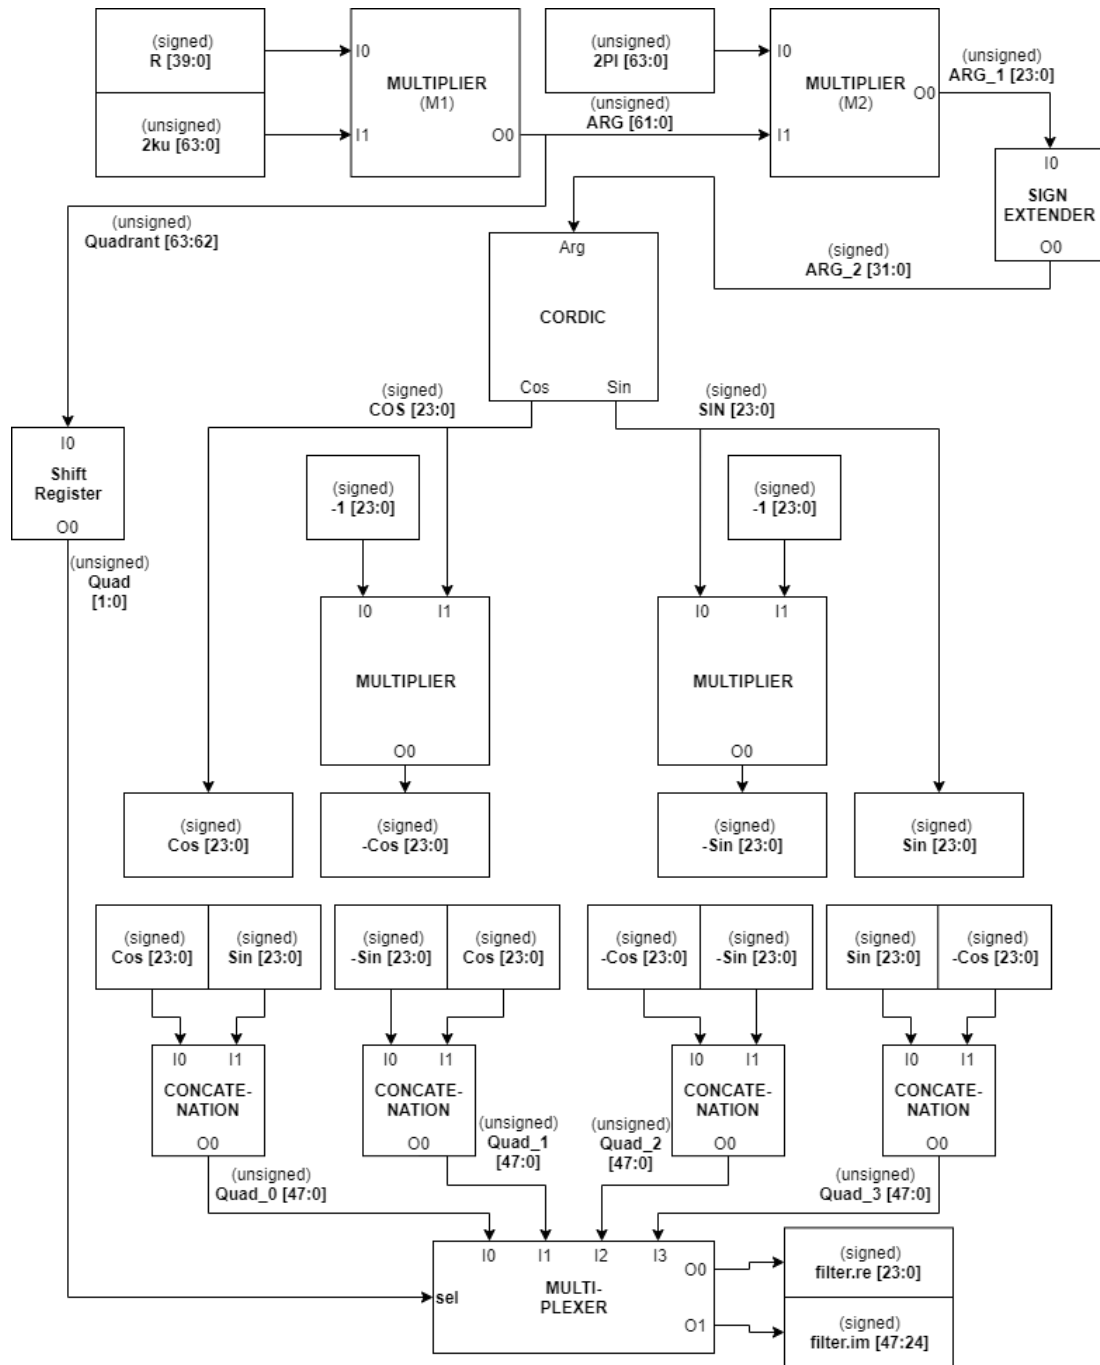 (signed)
R [39:0]
(unsigned)
2ku [63:0]
I0
I1
MULTIPLIER
(M1)
O0
(unsigned)
2PI [63:0]
(unsigned)
ARG [61:0]
I0
I1
MULTIPLIER
(M2)
O0
(unsigned)
ARG_1 [23:0]
I0
SIGN
EXTENDER
O0
(unsigned)
Quadrant [63:62]
(signed)
ARG_2 [31:0]
Arg
CORDIC
Cos
Sin
(signed)
COS [23:0]
(signed)
SIN [23:0]
I0
Shift
Register
O0
(unsigned)
Quad
[1:0]
(signed)
-1 [23:0]
(signed)
-1 [23:0]
I0
I1
MULTIPLIER
O0
I0
I1
MULTIPLIER
O0
(signed)
Cos [23:0]
(signed)
-Cos [23:0]
(signed)
-Sin [23:0]
(signed)
Sin [23:0]
(signed)
Cos [23:0]
(signed)
Sin [23:0]
(signed)
-Sin [23:0]
(signed)
Cos [23:0]
(signed)
-Cos [23:0]
(signed)
-Sin [23:0]
(signed)
Sin [23:0]
(signed)
-Cos [23:0]
I0
I1
CONCATE-
NATION
O0
I0
I1
CONCATE-
NATION
O0
I0
I1
CONCATE-
NATION
O0
I0
I1
CONCATE-
NATION
O0
(unsigned)
Quad_0 [47:0]
(unsigned)
Quad_1
[47:0]
(unsigned)
Quad_2
[47:0]
(unsigned)
Quad_3 [47:0]
I0
I1
I2
I3
sel
MULTI-
PLEXER
O0
O1
(signed)
filter.re [23:0]
(signed)
filter.im [47:24]